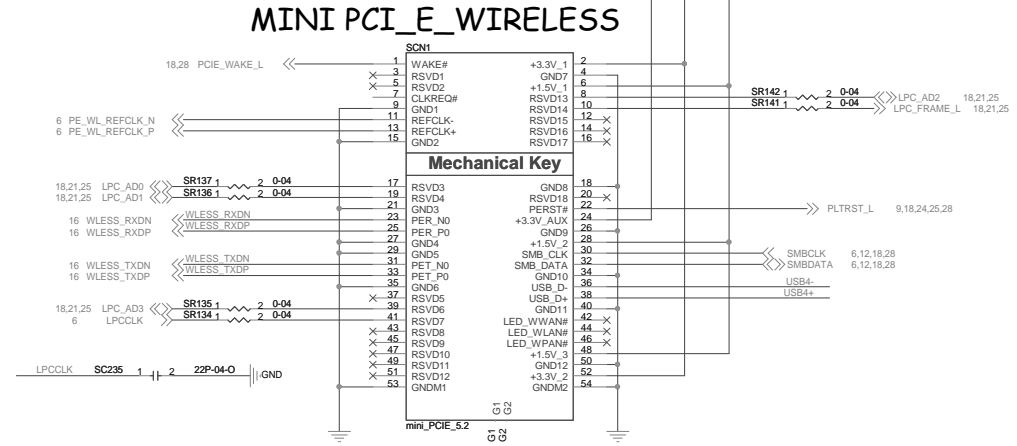 MINI PCI_E_WIRELESS
SCN1
18,28 PCIE_WAKE_L 1 WAKE# +3.3V_1 2
3 RSVD1 GND7 4
5 RSVD2 +1.5V_1 6
7 CLKREQ# RSVD13 8 SR142 1 2 0-04 LPC_AD2 18,21,25
9 GND1 RSVD14 10 SR141 1 2 0-04 LPC_FRAME_L 18,21,25
6 PE_WL_REFCLK_N 11 REFCLK- RSVD15 12
6 PE_WL_REFCLK_P 13 REFCLK+ RSVD16 14
15 GND2 RSVD17 16
Mechanical Key
18,21,25 LPC_AD0 SR137 1 2 0-04 17 RSVD3 GND8 18
18,21,25 LPC_AD1 SR136 1 2 0-04 19 RSVD4 RSVD18 20
21 GND3 PERST# 22 PLTRST_L 9,18,24,25,28
16 WLESS_RXDN WLESS_RXDN 23 PER_N0 +3.3V_AUX 24
16 WLESS_RXDP WLESS_RXDP 25 PER_P0 GND9 26
27 GND4 +1.5V_2 28
29 GND5 SMB_CLK 30 SMBCLK 6,12,18,28
16 WLESS_TXDN WLESS_TXDN 31 PET_N0 SMB_DATA 32 SMBDATA 6,12,18,28
16 WLESS_TXDP WLESS_TXDP 33 PET_P0 GND10 34
35 GND6 USB_D- 36 USB4-
37 RSVD5 USB_D+ 38 USB4+
18,21,25 LPC_AD3 SR135 1 2 0-04 39 RSVD6 GND11 40
6 LPCCLK SR134 1 2 0-04 41 RSVD7 LED_WWAN# 42
43 RSVD8 LED_WLAN# 44
45 RSVD9 LED_WPAN# 46
47 RSVD10 +1.5V_3 48
49 RSVD11 GND12 50
51 RSVD12 +3.3V_2 52
53 GNDM1 GNDM2 54
LPCCLK SC235 1 2 22P-04-O GND
G1 G2
mini_PCIE_5.2
G1 G2